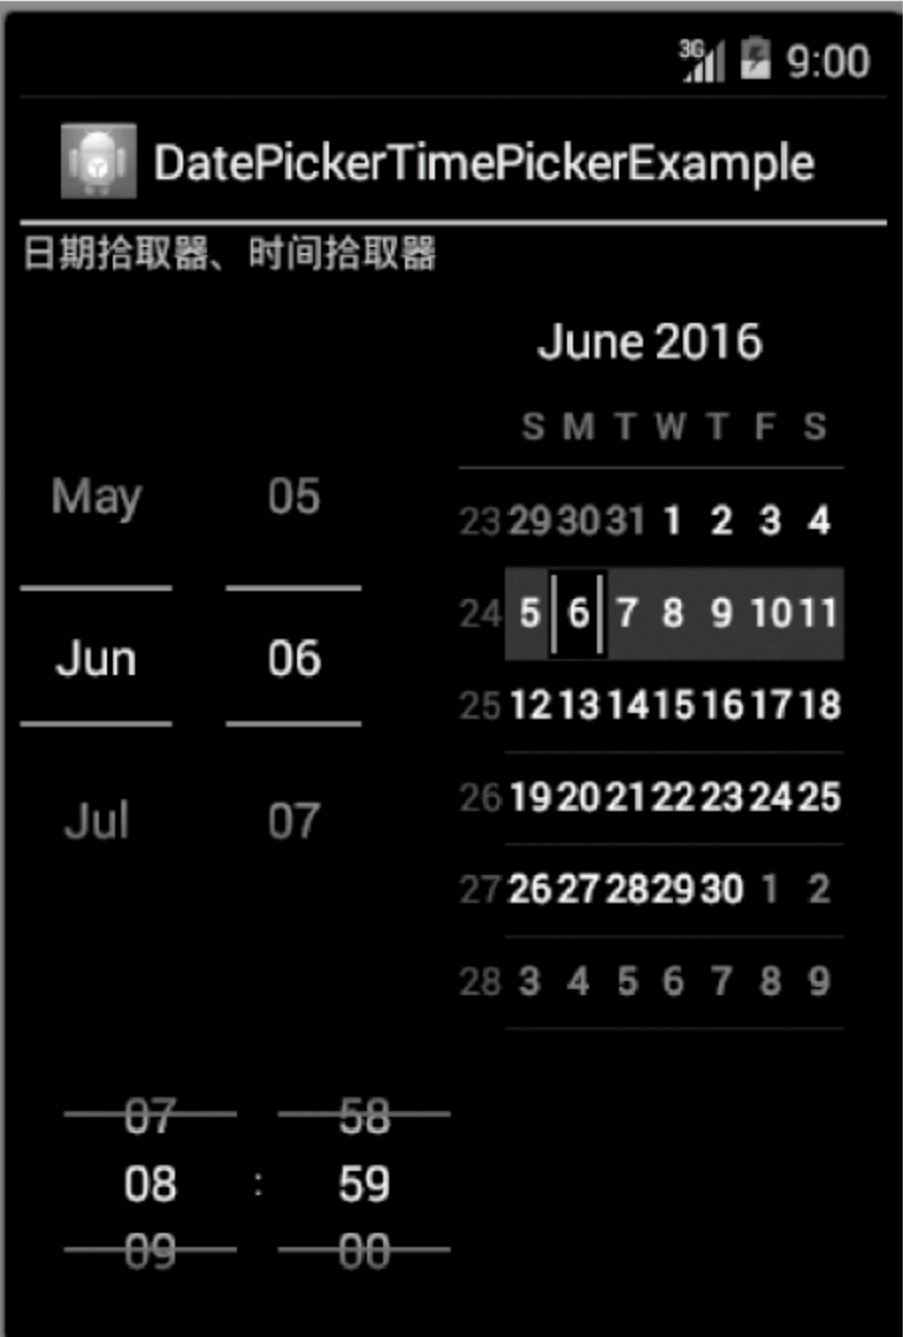 3G 9:00
DatePickerTimePickerExample
日期拾取器、时间拾取器
June 2016
S M T W T F S
May 05
23 29 30 31 1 2 3 4
24 5 6 7 8 9 10 11
Jun 06
25 12 13 14 15 16 17 18
26 19 20 21 22 23 24 25
Jul 07
27 26 27 28 29 30 1 2
28 3 4 5 6 7 8 9
07 58
08 : 59
09 00